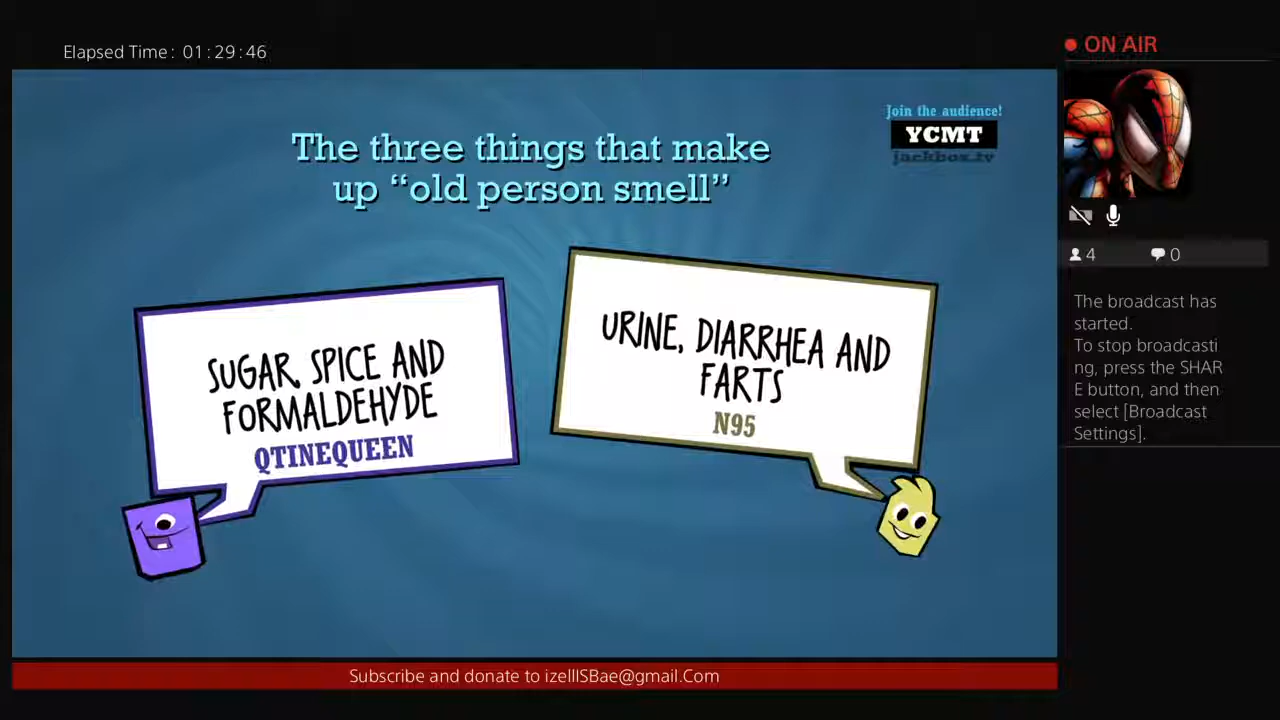 Elapsed Time: 01:29:46
ON AIR
Join the audience!
YCMT
jackbox.tv
The three things that make
up “old person smell”
SUGAR, SPICE AND
FORMALDEHYDE
QTINEQUEEN
URINE, DIARRHEA AND
FARTS
N95
4
0
The broadcast has
started.
To stop broadcasti
ng, press the SHAR
E button, and then
select [Broadcast
Settings].
Subscribe and donate to izellISBae@gmail.Com